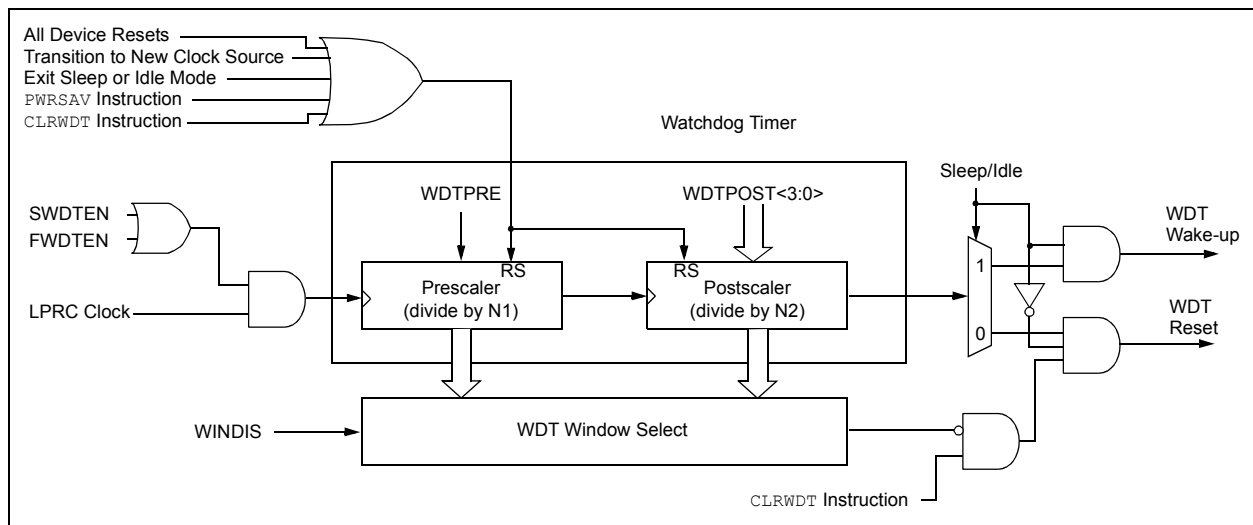 All Device Resets
Transition to New Clock Source
Exit Sleep or Idle Mode
PWRSAV Instruction
CLRWDT Instruction
Watchdog Timer
Sleep/Idle
WDTPRE
WDTPOST<3:0>
SWDTEN
FWDTEN
WDT
Wake-up
RS
RS
Prescaler
(divide by N1)
Postscaler
(divide by N2)
1
0
LPRC Clock
WDT
Reset
WINDIS
WDT Window Select
CLRWDT Instruction